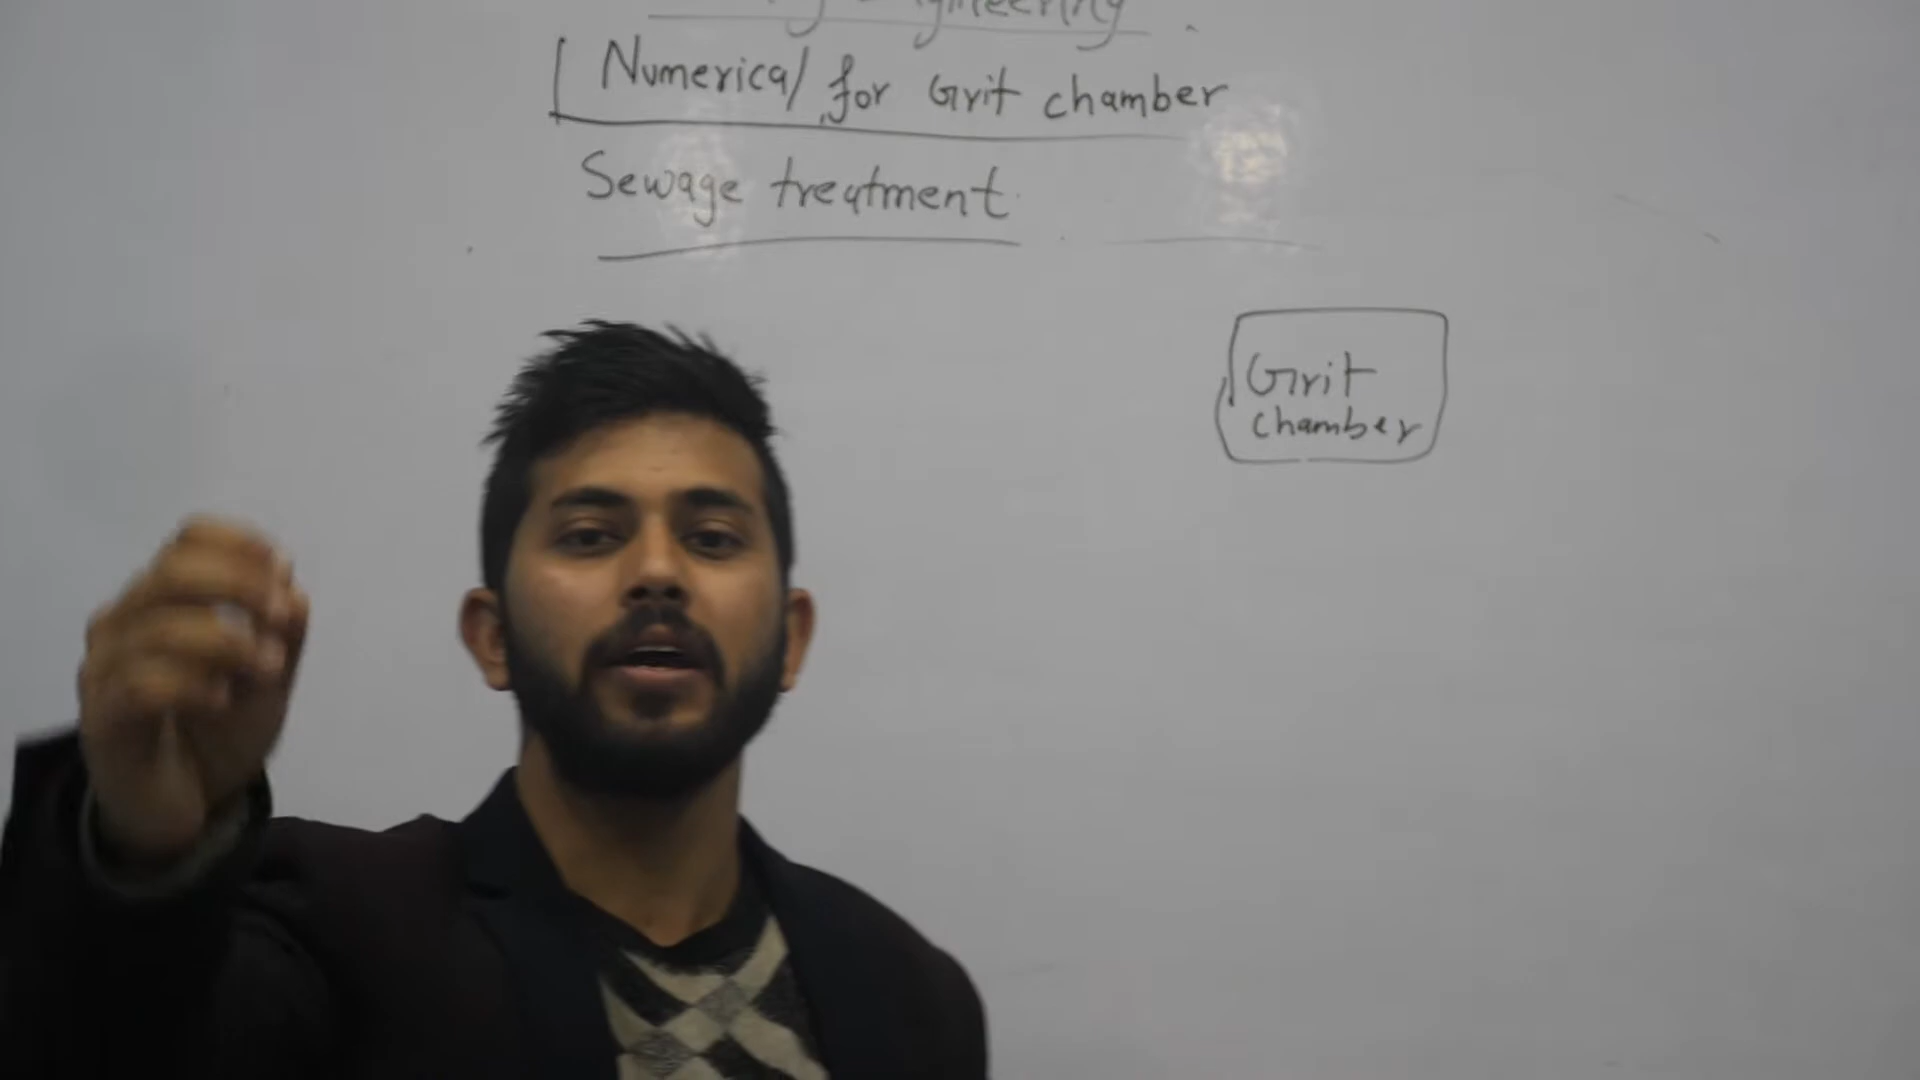 Numerical for Grit chamber
Sewage treatment
Grit
chamber